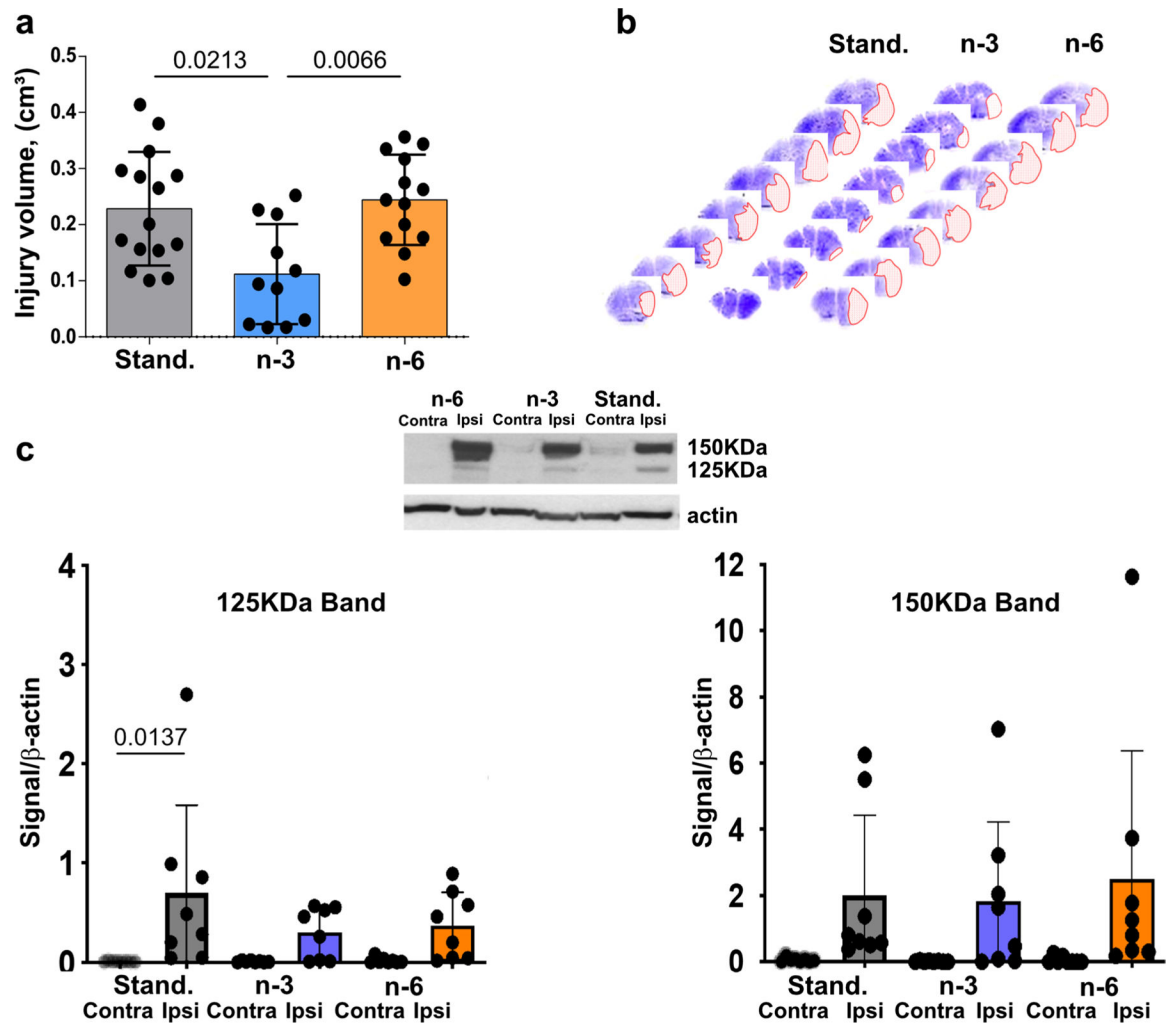 a
0.0213
0.0066
Injury volume, (cm³)
0.5
0.4
0.3
0.2
0.1
0.0
Stand. n-3 n-6
b
Stand. n-3 n-6
c
n-6 n-3 Stand.
Contra Ipsi Contra Ipsi Contra Ipsi
150KDa
125KDa
actin
125KDa Band
Signal/β-actin
4
3
2
1
0
0.0137
Stand. n-3 n-6
Contra Ipsi Contra Ipsi Contra Ipsi
150KDa Band
Signal/β-actin
12
10
8
6
4
2
0
Stand. n-3 n-6
Contra Ipsi Contra Ipsi Contra Ipsi